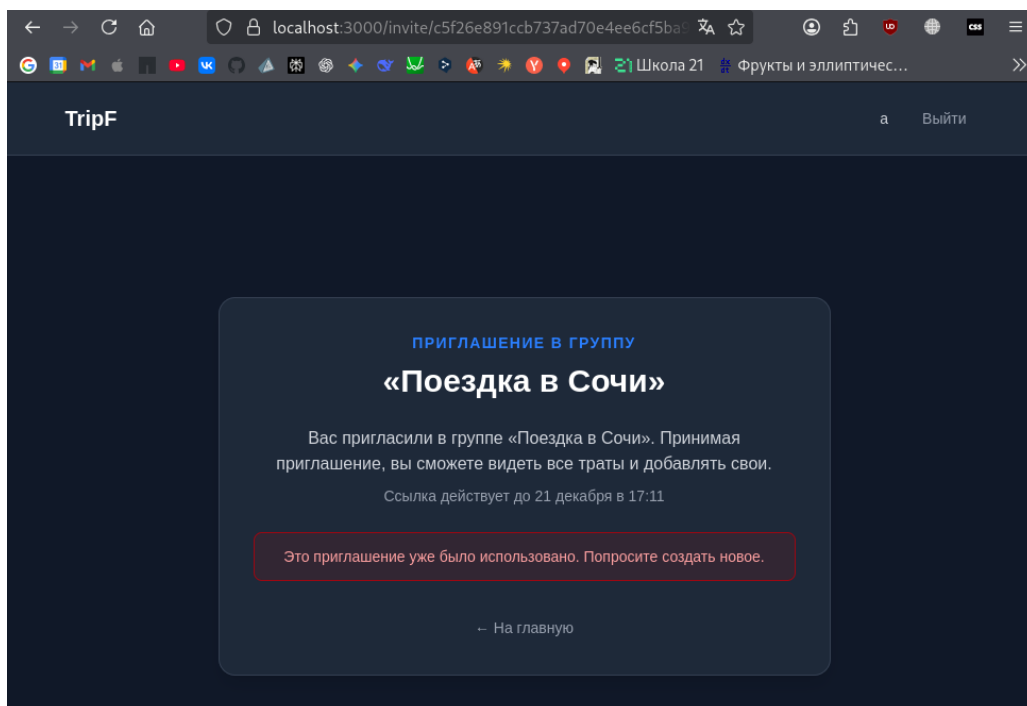 localhost:3000/invite/c5f26e891ccb737ad70e4ee6cf5ba9
Школа 21 Фрукты и эллиптичес…
TripF
а Выйти
ПРИГЛАШЕНИЕ В ГРУППУ
«Поездка в Сочи»
Вас пригласили в группе «Поездка в Сочи». Принимая
приглашение, вы сможете видеть все траты и добавлять свои.
Ссылка действует до 21 декабря в 17:11
Это приглашение уже было использовано. Попросите создать новое.
← На главную